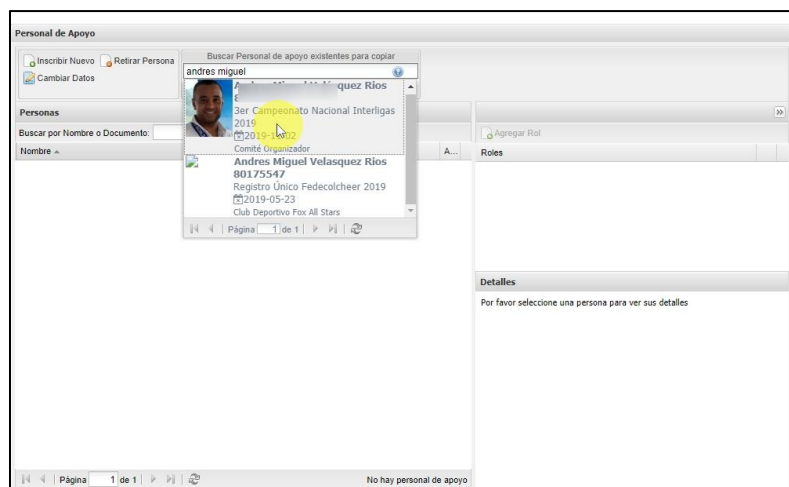 Personal de Apoyo
Inscribir Nuevo
Retirar Persona
Cambiar Datos
Buscar Personal de apoyo existentes para copiar
andres miguel
Andres Miguel Velásquez Rios
3er Campeonato Nacional Interligas
2019
Comité Organizador
Andres Miguel Velasquez Rios
80175547
Registro Único Fedecolcheer 2019
2019-05-23
Club Deportivo Fox All Stars
Página 1 de 1
Personas
Buscar por Nombre o Documento:
Nombre
A...
Agregar Rol
Roles
Detalles
Por favor seleccione una persona para ver sus detalles
Página 1 de 1
No hay personal de apoyo